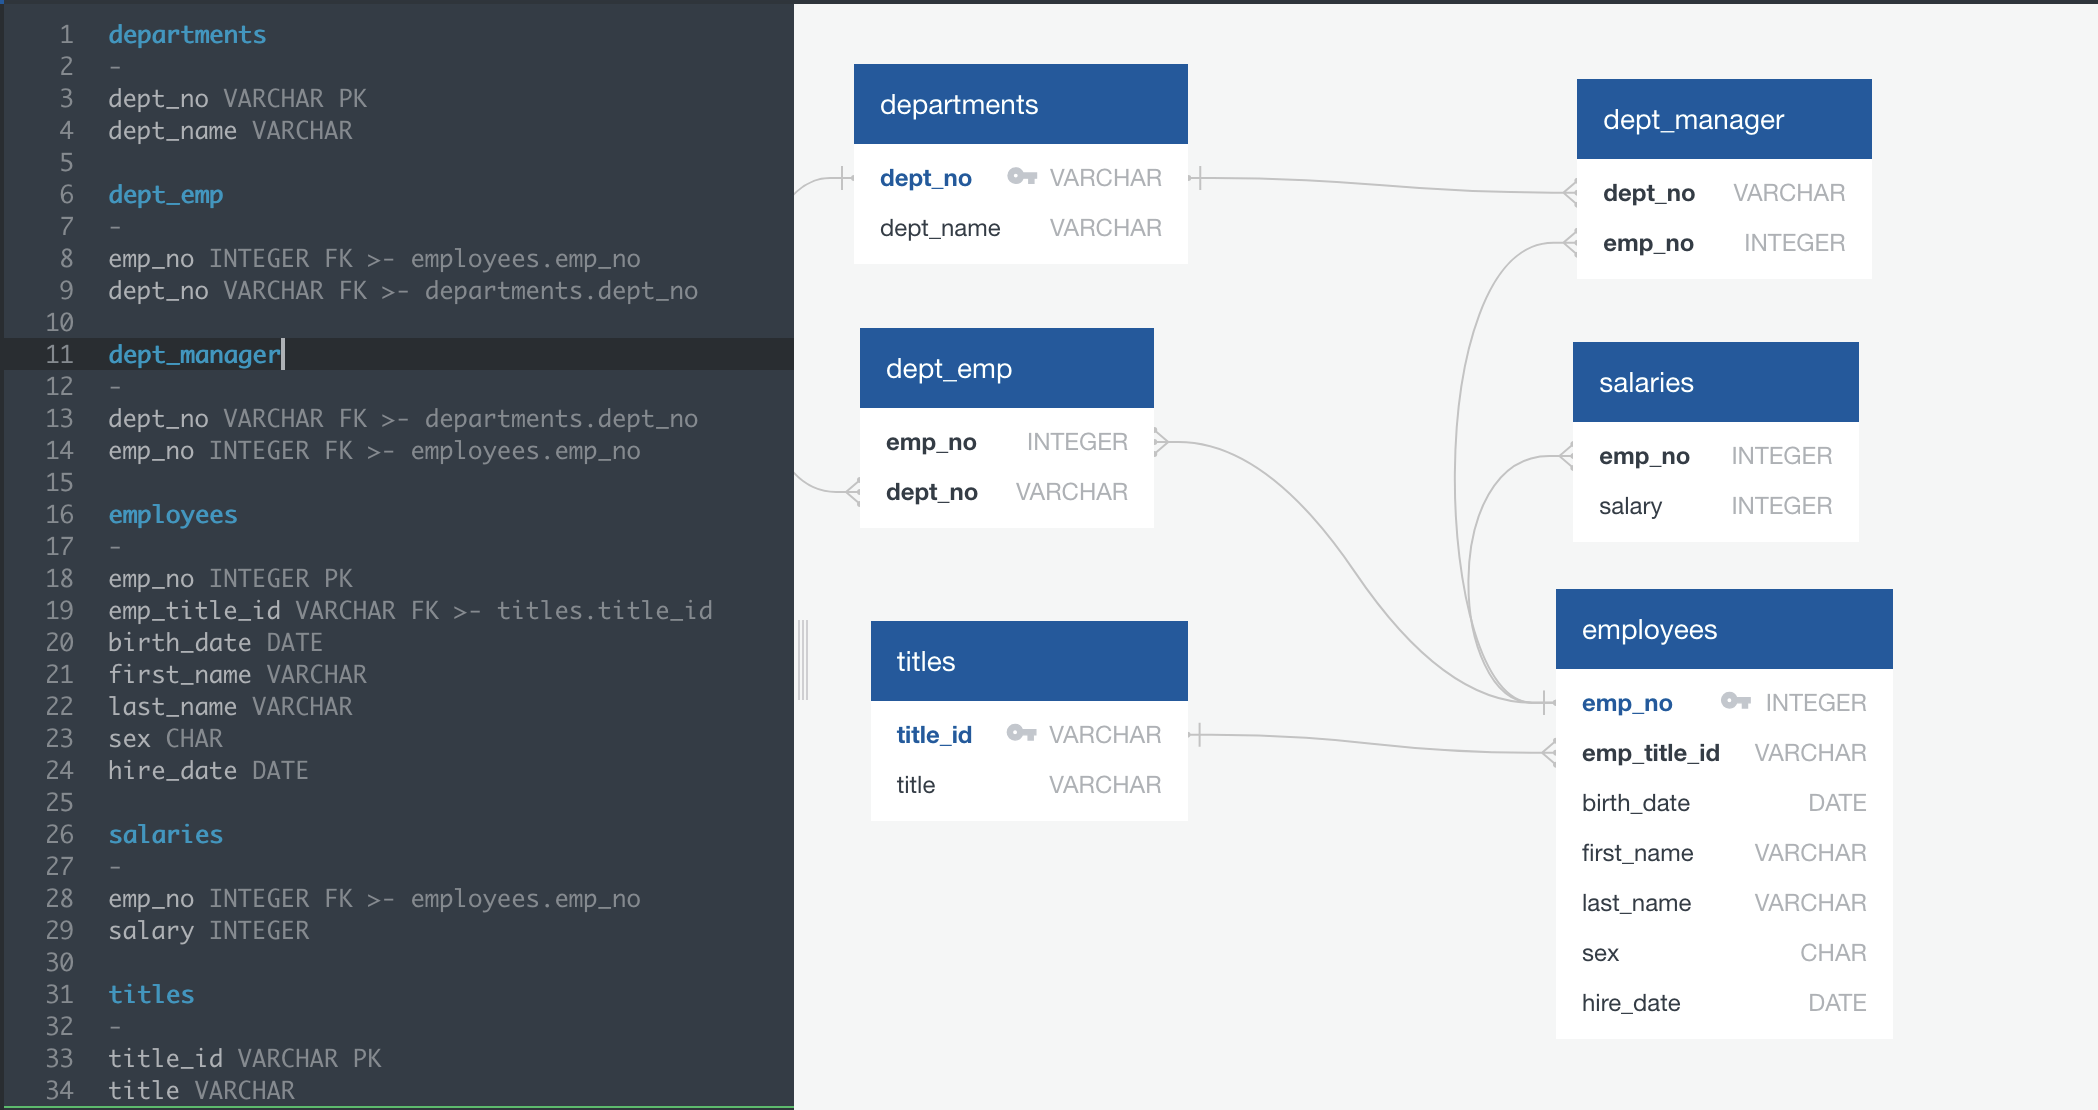 1 departments
2 -
3 dept_no VARCHAR PK
4 dept_name VARCHAR
5
6 dept_emp
7 -
8 emp_no INTEGER FK >- employees.emp_no
9 dept_no VARCHAR FK >- departments.dept_no
10
11 dept_manager
12 -
13 dept_no VARCHAR FK >- departments.dept_no
14 emp_no INTEGER FK >- employees.emp_no
15
16 employees
17 -
18 emp_no INTEGER PK
19 emp_title_id VARCHAR FK >- titles.title_id
20 birth_date DATE
21 first_name VARCHAR
22 last_name VARCHAR
23 sex CHAR
24 hire_date DATE
25
26 salaries
27 -
28 emp_no INTEGER FK >- employees.emp_no
29 salary INTEGER
30
31 titles
32 -
33 title_id VARCHAR PK
34 title VARCHAR
departments
dept_no VARCHAR
dept_name VARCHAR
dept_manager
dept_no VARCHAR
emp_no INTEGER
dept_emp
emp_no INTEGER
dept_no VARCHAR
salaries
emp_no INTEGER
salary INTEGER
titles
title_id VARCHAR
title VARCHAR
employees
emp_no INTEGER
emp_title_id VARCHAR
birth_date DATE
first_name VARCHAR
last_name VARCHAR
sex CHAR
hire_date DATE